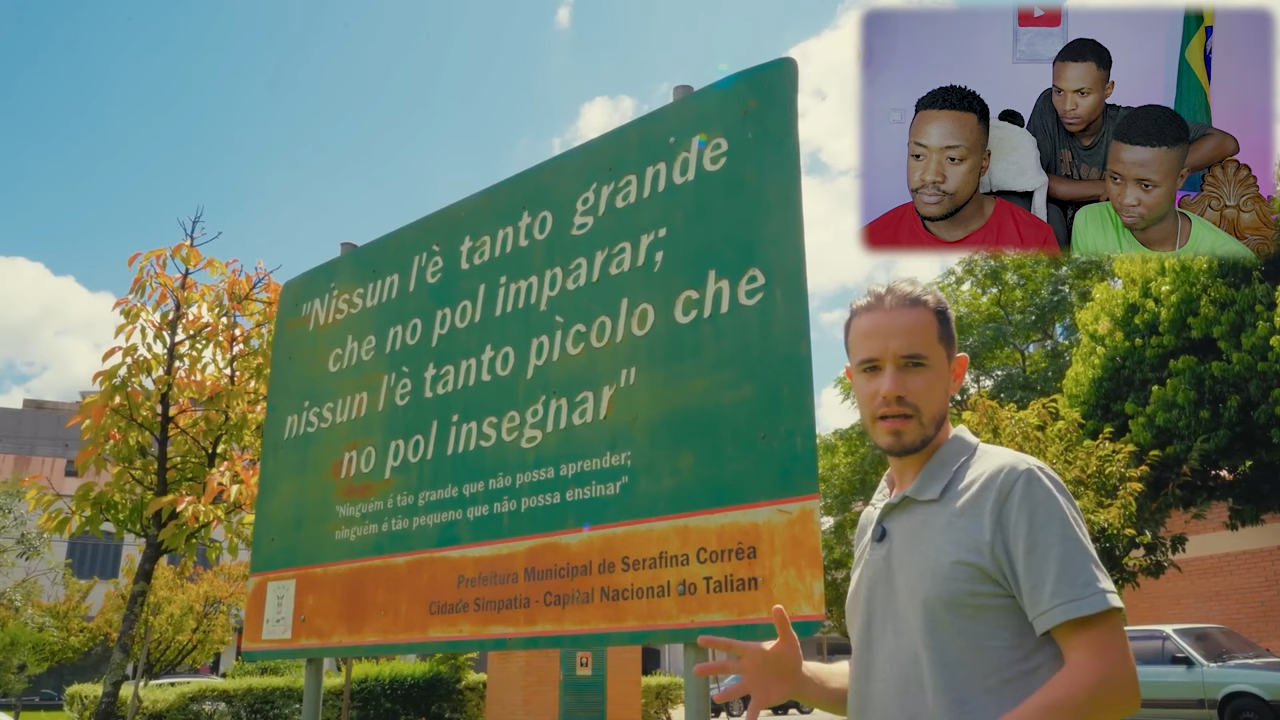 "Nissun l'è tanto grande
che no pol imparar;
nissun l'è tanto pìcolo che
no pol insegnar"
"Ninguém é tão grande que não possa aprender;
ninguém é tão pequeno que não possa ensinar"
Prefeitura Municipal de Serafina Corrêa
Cidade Simpatia - Capital Nacional do Talian